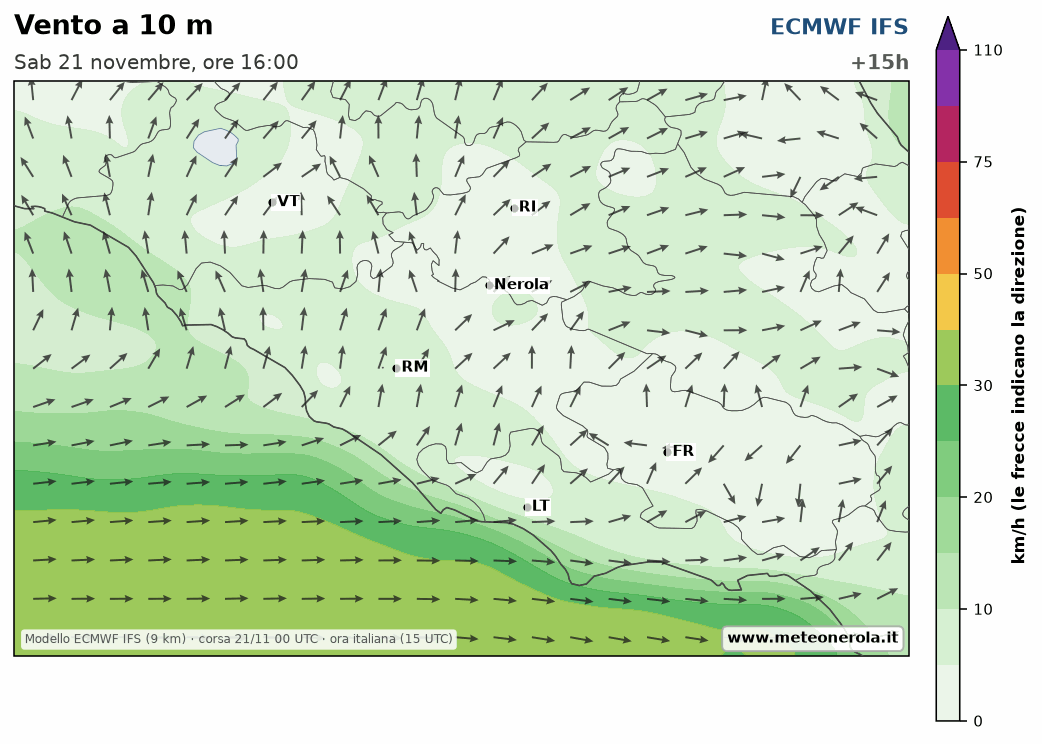 Vento a 10 m
ECMWF IFS
Sab 21 novembre, ore 16:00
+15h
VT
RI
Nerola
RM
FR
LT
Modello ECMWF IFS (9 km) · corsa 21/11 00 UTC · ora italiana (15 UTC)
www.meteonerola.it
110
75
50
30
20
10
0
km/h (le frecce indicano la direzione)